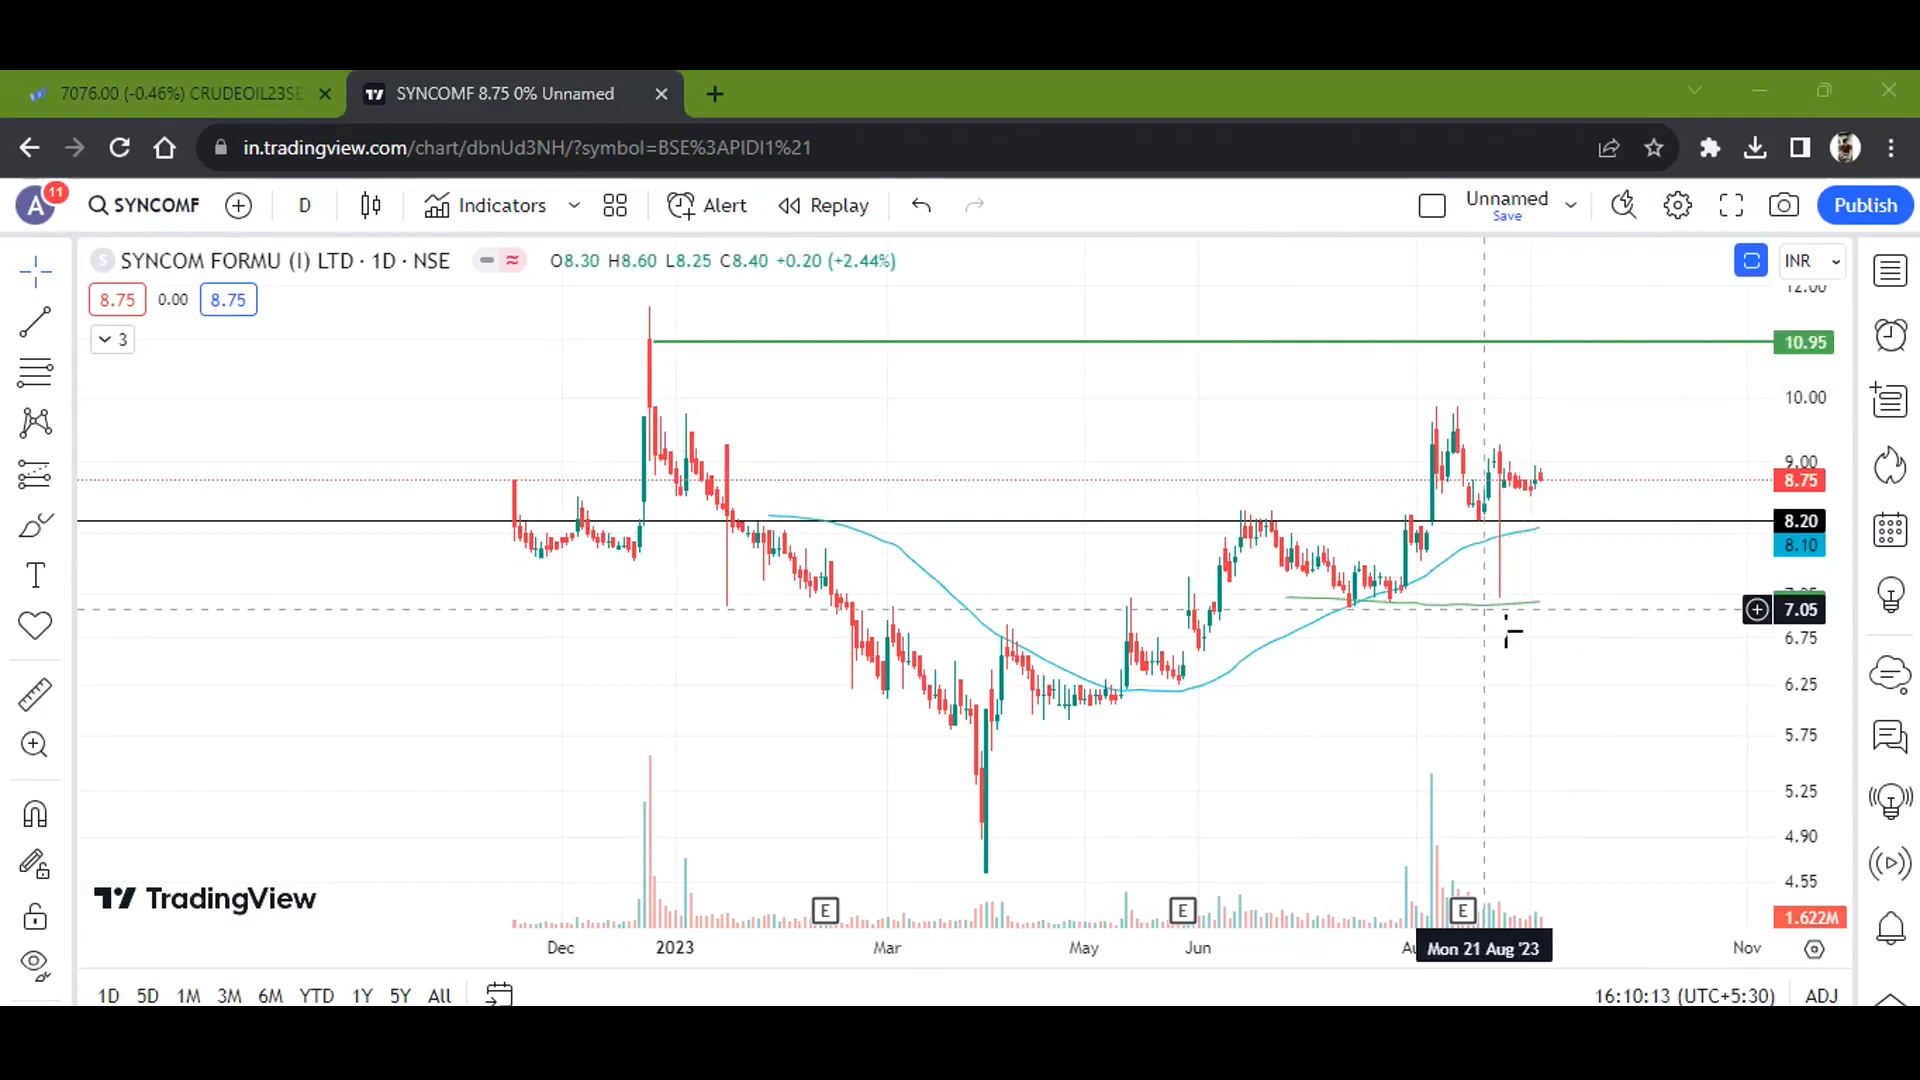 7076.00 (-0.46%) CRUDEOIL23SE
SYNCOMF 8.75 0% Unnamed
in.tradingview.com/chart/dbnUd3NH/?symbol=BSE%3APIDI1%21
A 11 SYNCOMF D Indicators Alert Replay Unnamed Save Publish
SYNCOM FORMU (I) LTD · 1D · NSE O8.30 H8.60 L8.25 C8.40 +0.20 (+2.44%) INR
8.75 0.00 8.75
3
12.00
10.95
10.00
9.00
8.75
8.20
8.10
7.05
6.75
6.25
5.75
5.25
4.90
4.55
TradingView
E E E 1.622M
Dec 2023 Mar May Jun Mon 21 Aug '23 Nov
1D 5D 1M 3M 6M YTD 1Y 5Y All 16:10:13 (UTC+5:30) ADJ